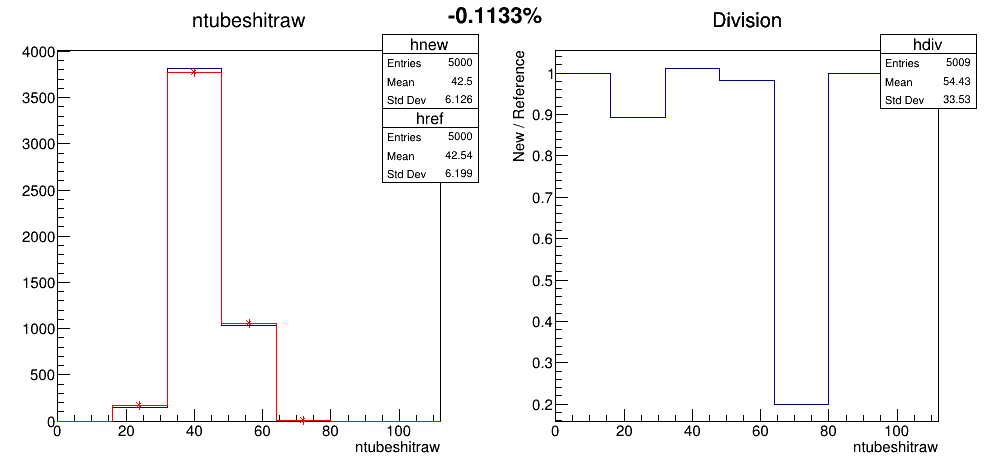 -0.1133%
ntubeshitraw
hnew
Entries 5000
Mean 42.5
Std Dev 6.126
href
Entries 5000
Mean 42.54
Std Dev 6.199
4000
3500
3000
2500
2000
1500
1000
500
0
0 20 40 60 80 100
ntubeshitraw
Division
hdiv
Entries 5009
Mean 54.43
Std Dev 33.53
New / Reference
1
0.9
0.8
0.7
0.6
0.5
0.4
0.3
0.2
0 20 40 60 80 100
ntubeshitraw